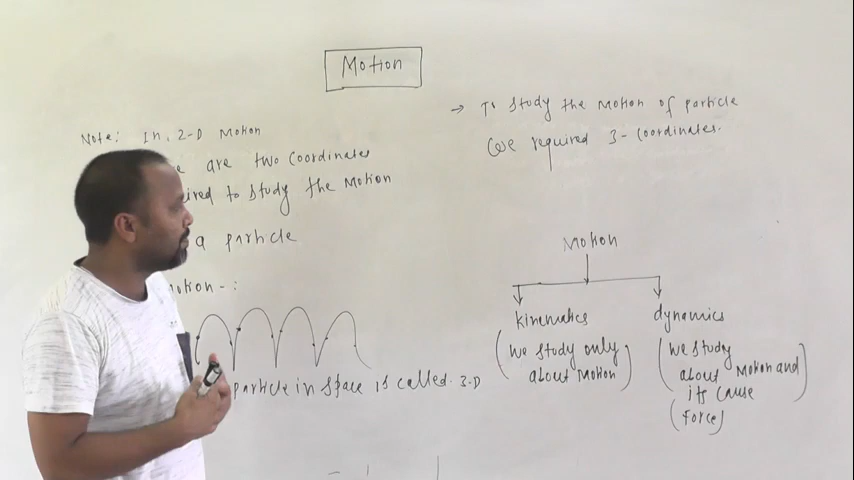 Motion
Note: In, 2-D Motion
are two coordinates
to study the Motion
a particle
particle in space is called. 3-D
→ To study the Motion of particle
we required 3-coordinates.
Motion
kinematics
(we study only
about Motion)
dynamics
(we study
about Motion and
its cause
(force)